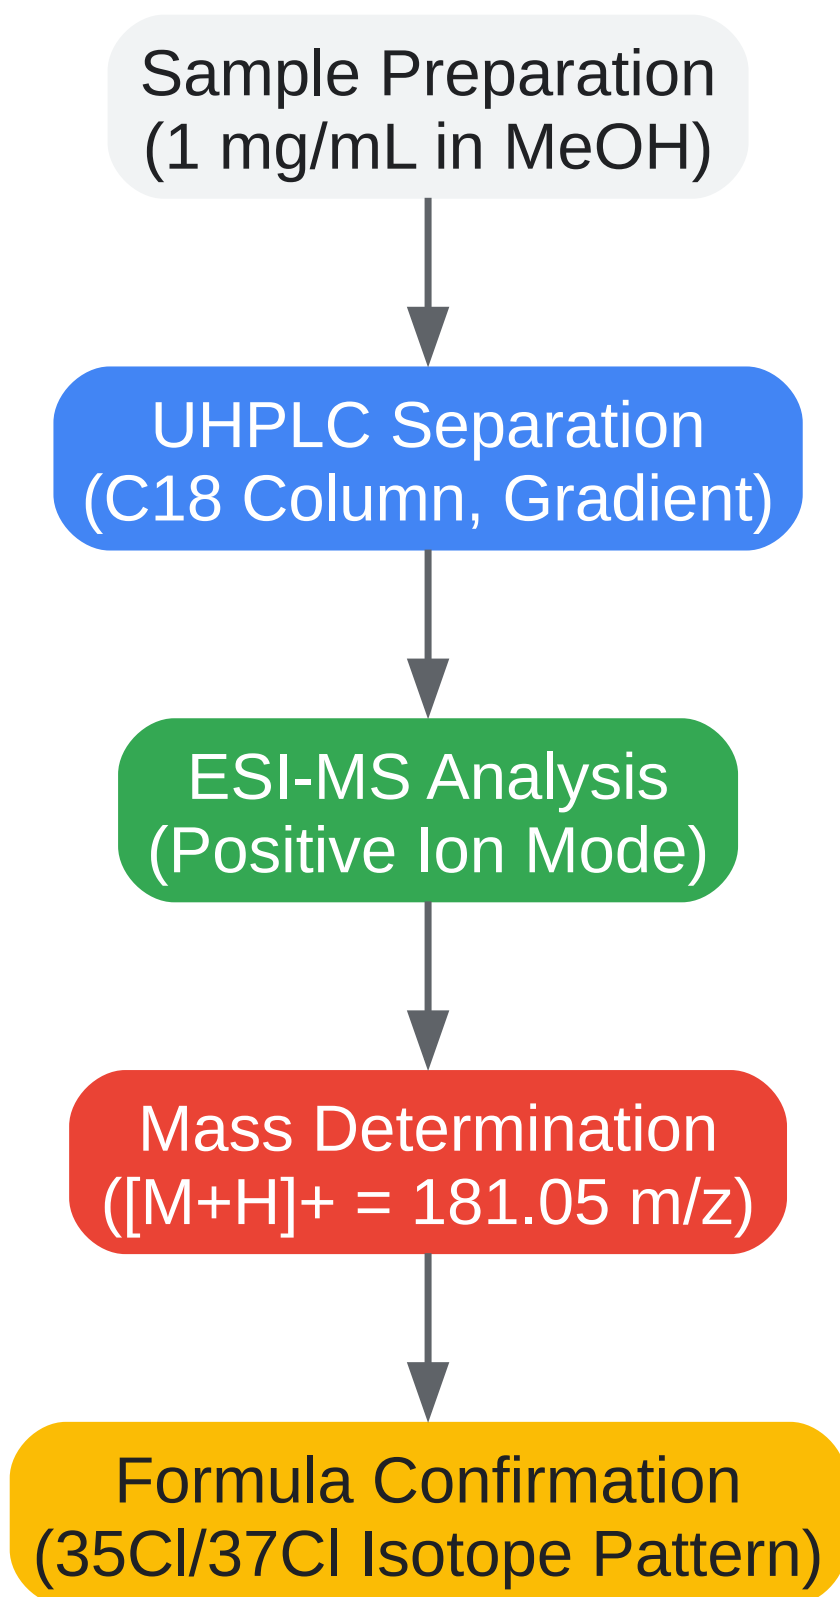 Sample Preparation
(1 mg/mL in MeOH)
UHPLC Separation
(C18 Column, Gradient)
ESI-MS Analysis
(Positive Ion Mode)
Mass Determination
([M+H]+ = 181.05 m/z)
Formula Confirmation
(35Cl/37Cl Isotope Pattern)